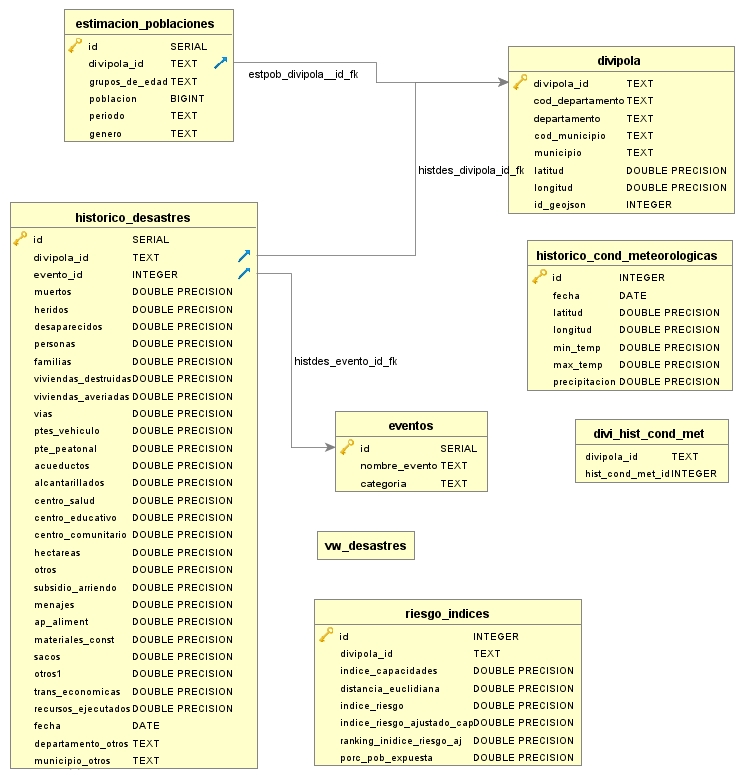 estimacion_poblaciones
id SERIAL
divipola_id TEXT
grupos_de_edad TEXT
poblacion BIGINT
periodo TEXT
genero TEXT
estpob_divipola__id_fk
divipola
divipola_id TEXT
cod_departamento TEXT
departamento TEXT
cod_municipio TEXT
municipio TEXT
latitud DOUBLE PRECISION
longitud DOUBLE PRECISION
id_geojson INTEGER
histdes_divipola_id_fk
historico_desastres
id SERIAL
divipola_id TEXT
evento_id INTEGER
muertos DOUBLE PRECISION
heridos DOUBLE PRECISION
desaparecidos DOUBLE PRECISION
personas DOUBLE PRECISION
familias DOUBLE PRECISION
viviendas_destruidas DOUBLE PRECISION
viviendas_averiadas DOUBLE PRECISION
vias DOUBLE PRECISION
ptes_vehiculo DOUBLE PRECISION
pte_peatonal DOUBLE PRECISION
acueductos DOUBLE PRECISION
alcantarillados DOUBLE PRECISION
centro_salud DOUBLE PRECISION
centro_educativo DOUBLE PRECISION
centro_comunitario DOUBLE PRECISION
hectareas DOUBLE PRECISION
otros DOUBLE PRECISION
subsidio_arriendo DOUBLE PRECISION
menajes DOUBLE PRECISION
ap_aliment DOUBLE PRECISION
materiales_const DOUBLE PRECISION
sacos DOUBLE PRECISION
otros1 DOUBLE PRECISION
trans_economicas DOUBLE PRECISION
recursos_ejecutados DOUBLE PRECISION
fecha DATE
departamento_otros TEXT
municipio_otros TEXT
histdes_evento_id_fk
historico_cond_meteorologicas
id INTEGER
fecha DATE
latitud DOUBLE PRECISION
longitud DOUBLE PRECISION
min_temp DOUBLE PRECISION
max_temp DOUBLE PRECISION
precipitacion DOUBLE PRECISION
eventos
id SERIAL
nombre_evento TEXT
categoria TEXT
divi_hist_cond_met
divipola_id TEXT
hist_cond_met_id INTEGER
vw_desastres
riesgo_indices
id INTEGER
divipola_id TEXT
indice_capacidades DOUBLE PRECISION
distancia_euclidiana DOUBLE PRECISION
indice_riesgo DOUBLE PRECISION
indice_riesgo_ajustado_cap DOUBLE PRECISION
ranking_inidice_riesgo_aj DOUBLE PRECISION
porc_pob_expuesta DOUBLE PRECISION